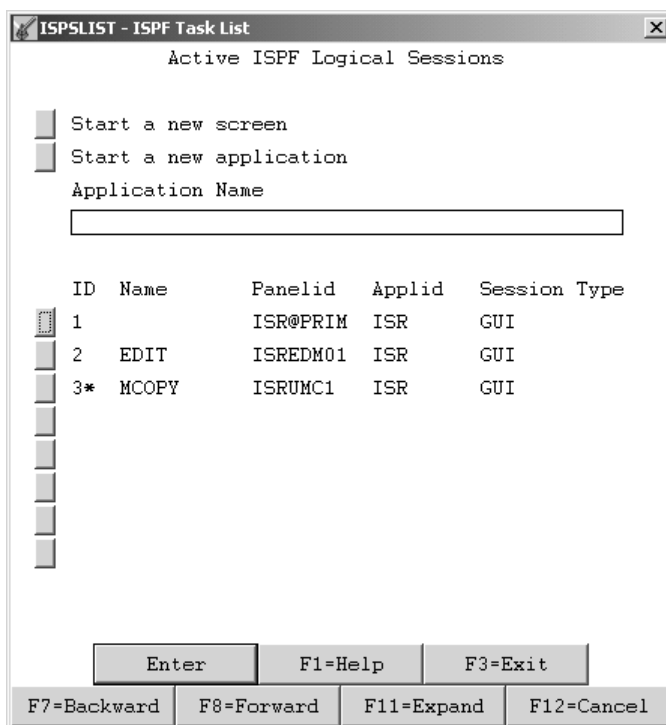 ISPSLIST - ISPF Task List
Active ISPF Logical Sessions
Start a new screen
Start a new application
Application Name
ID Name Panelid Applid Session Type
1 ISR@PRIM ISR GUI
2 EDIT ISREDM01 ISR GUI
3* MCOPY ISRUMC1 ISR GUI
Enter F1=Help F3=Exit
F7=Backward F8=Forward F11=Expand F12=Cancel